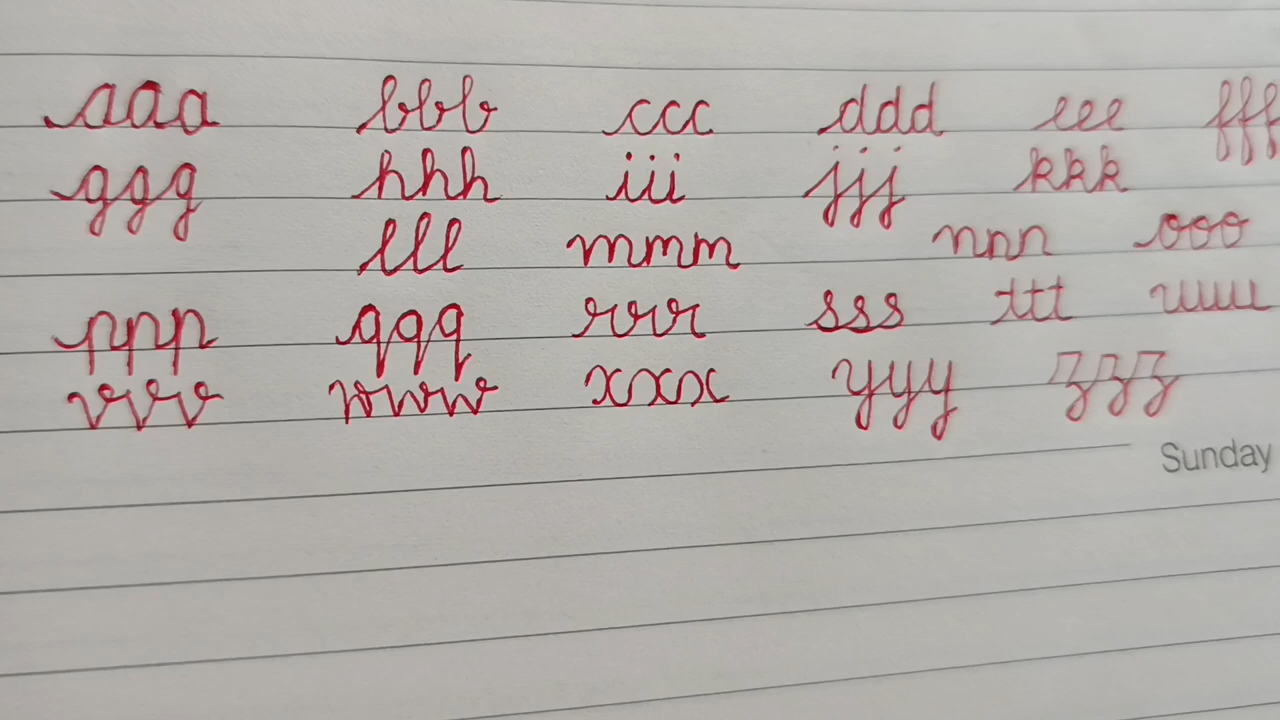 aaa bbb ccc ddd eee fff
ggg hhh iii jjj kkk
lll mmm nnn ooo
ppp qqq rrr sss ttt uuu
vvv www xxx yyy zzz
Sunday